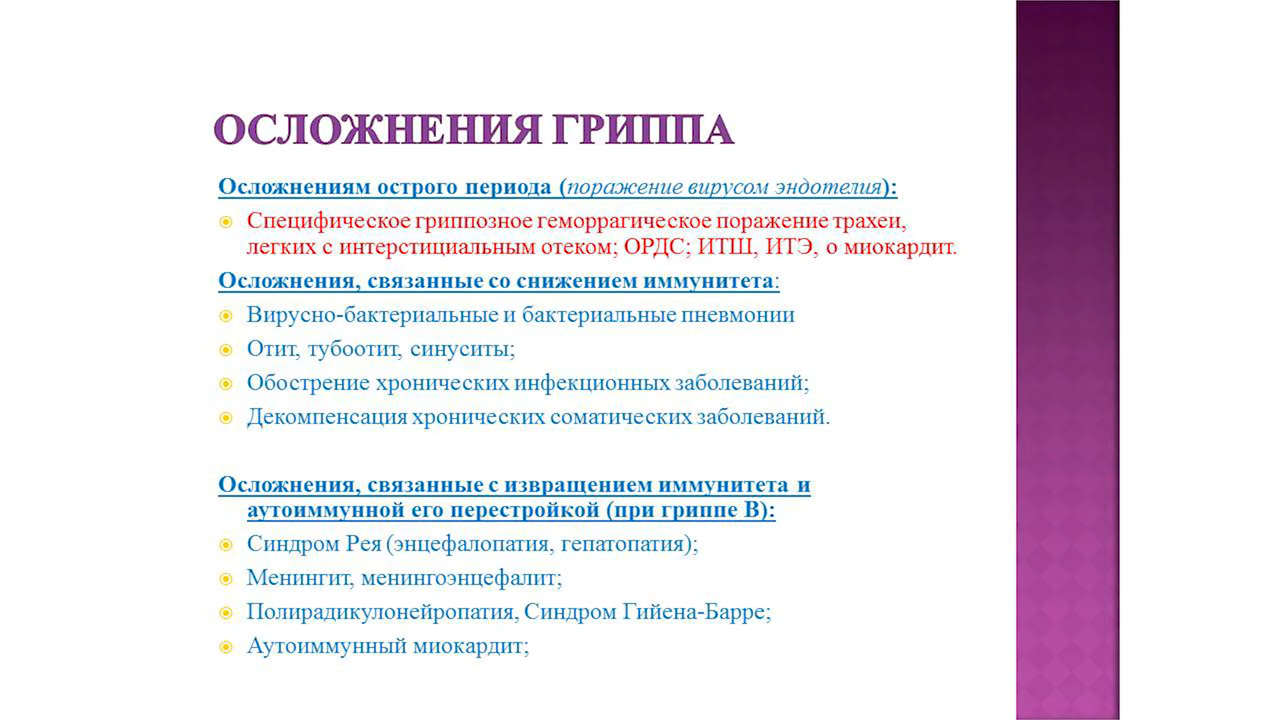 ОСЛОЖНЕНИЯ ГРИППА
Осложнениям острого периода (поражение вирусом эндотелия):
Специфическое гриппозное геморрагическое поражение трахеи,
легких с интерстициальным отеком; ОРДС; ИТШ, ИТЭ, о миокардит.
Осложнения, связанные со снижением иммунитета:
Вирусно-бактериальные и бактериальные пневмонии
Отит, тубоотит, синуситы;
Обострение хронических инфекционных заболеваний;
Декомпенсация хронических соматических заболеваний.
Осложнения, связанные с извращением иммунитета и
аутоиммунной его перестройкой (при гриппе В):
Синдром Рея (энцефалопатия, гепатопатия);
Менингит, менингоэнцефалит;
Полирадикулонейропатия, Синдром Гийена-Барре;
Аутоиммунный миокардит;